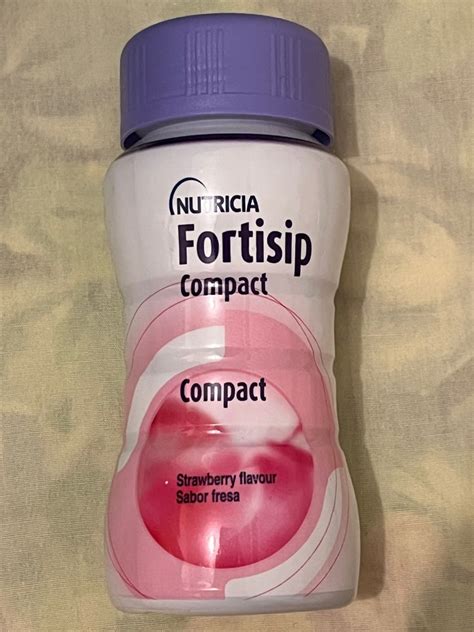 NUTRICIA
Fortisip
Compact
Compact
Strawberry flavour
Sabor fresa